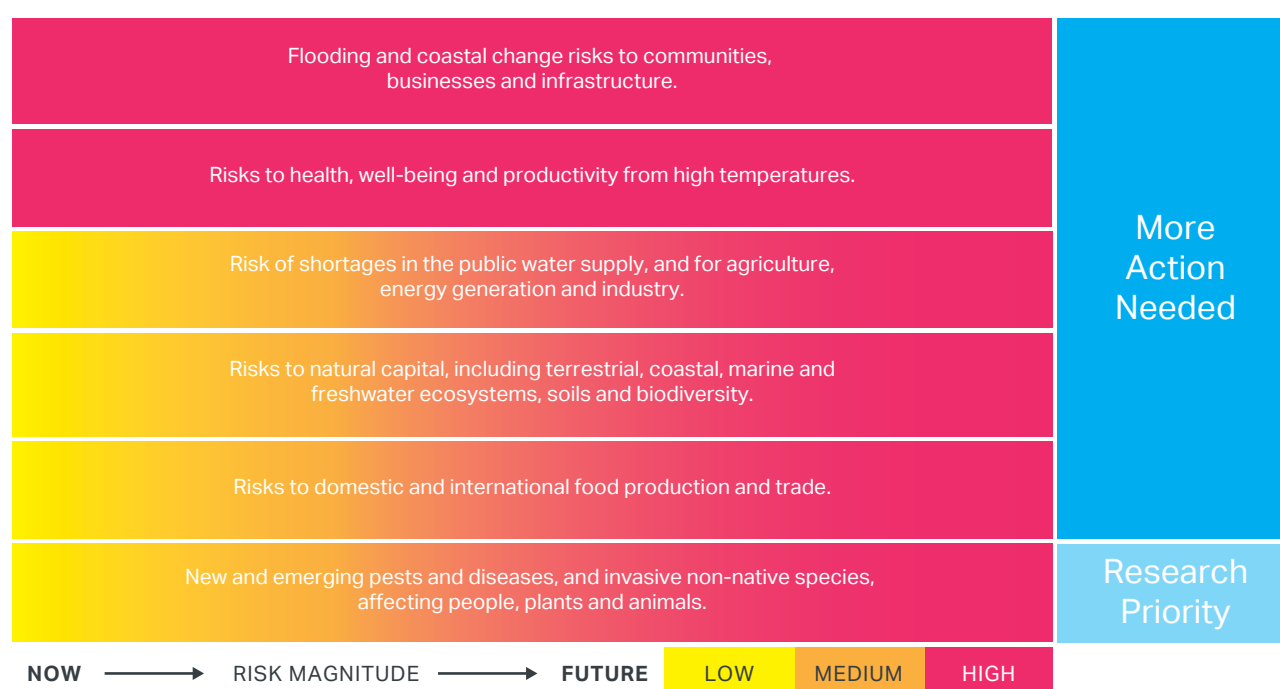 Flooding and coastal change risks to communities,
businesses and infrastructure.
Risks to health, well-being and productivity from high temperatures.
Risk of shortages in the public water supply, and for agriculture,
energy generation and industry.
Risks to natural capital, including terrestrial, coastal, marine and
freshwater ecosystems, soils and biodiversity.
Risks to domestic and international food production and trade.
More
Action
Needed
New and emerging pests and diseases, and invasive non-native species,
affecting people, plants and animals.
Research
Priority
NOW RISK MAGNITUDE FUTURE LOW MEDIUM HIGH